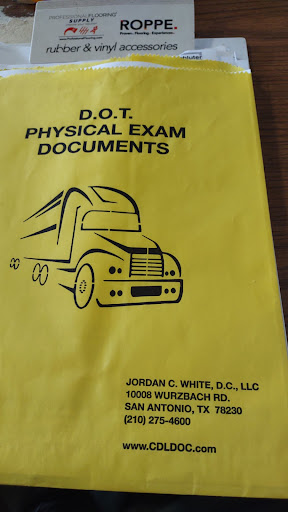 PROFESSIONAL FLOORING
SUPPLY
ROPPE.
rubber & vinyl accessories
D.O.T.
PHYSICAL EXAM
DOCUMENTS
JORDAN C. WHITE, D.C., LLC
10008 WURZBACH RD.
SAN ANTONIO, TX 78230
(210) 275-4600
www.CDLDOC.com